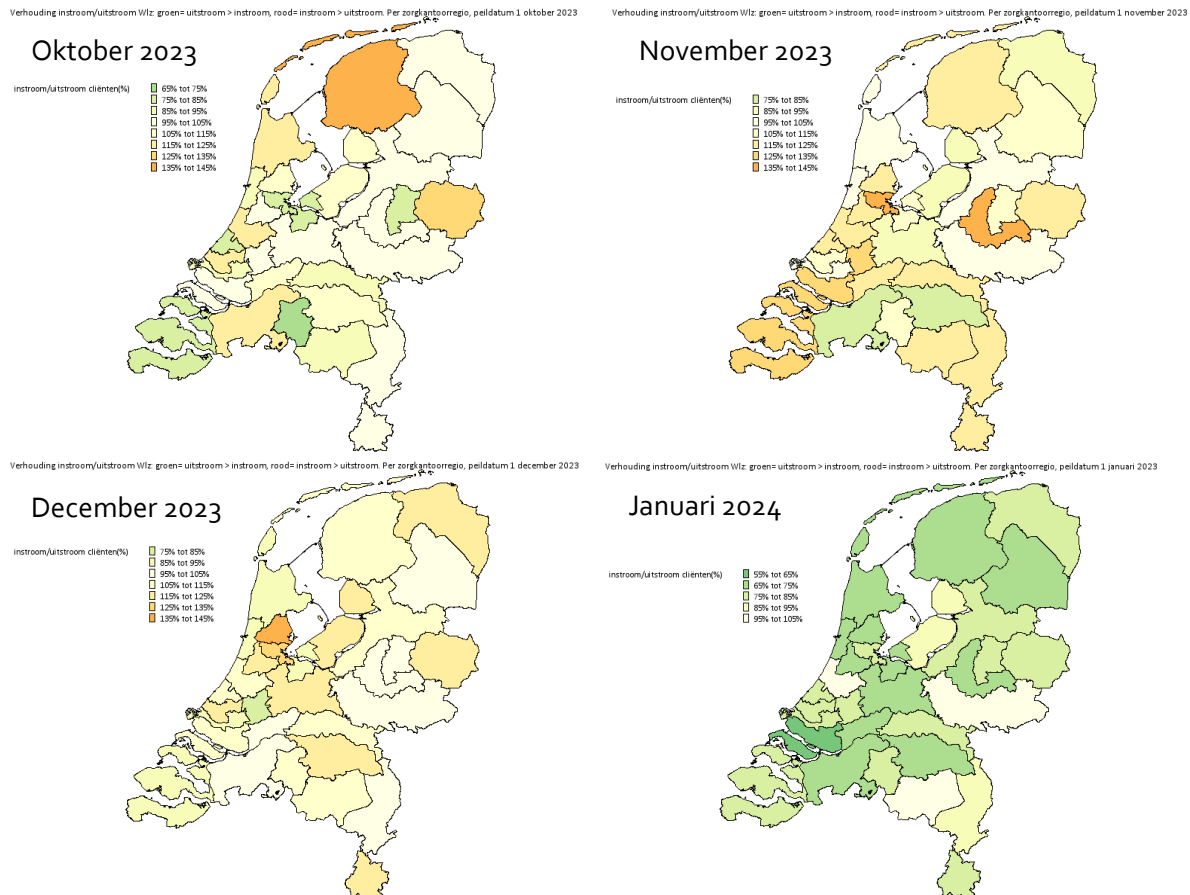 Verhouding instroom/uitstroom Wlz: groen= uitstroom > instroom, rood= instroom > uitstroom. Per zorgkantoorregio, peildatum 1 oktober 2023
Oktober 2023
instroom/uitstroom cliënten(%)
65% tot 75%
75% tot 85%
85% tot 95%
95% tot 105%
105% tot 115%
115% tot 125%
125% tot 135%
135% tot 145%
Verhouding instroom/uitstroom Wlz: groen= uitstroom > instroom, rood= instroom > uitstroom. Per zorgkantoorregio, peildatum 1 november 2023
November 2023
instroom/uitstroom cliënten(%)
75% tot 85%
85% tot 95%
95% tot 105%
105% tot 115%
115% tot 125%
125% tot 135%
135% tot 145%
Verhouding instroom/uitstroom Wlz: groen= uitstroom > instroom, rood= instroom > uitstroom. Per zorgkantoorregio, peildatum 1 december 2023
December 2023
instroom/uitstroom cliënten(%)
75% tot 85%
85% tot 95%
95% tot 105%
105% tot 115%
115% tot 125%
125% tot 135%
135% tot 145%
Verhouding instroom/uitstroom Wlz: groen= uitstroom > instroom, rood= instroom > uitstroom. Per zorgkantoorregio, peildatum 1 januari 2023
Januari 2024
instroom/uitstroom cliënten(%)
55% tot 65%
65% tot 75%
75% tot 85%
85% tot 95%
95% tot 105%